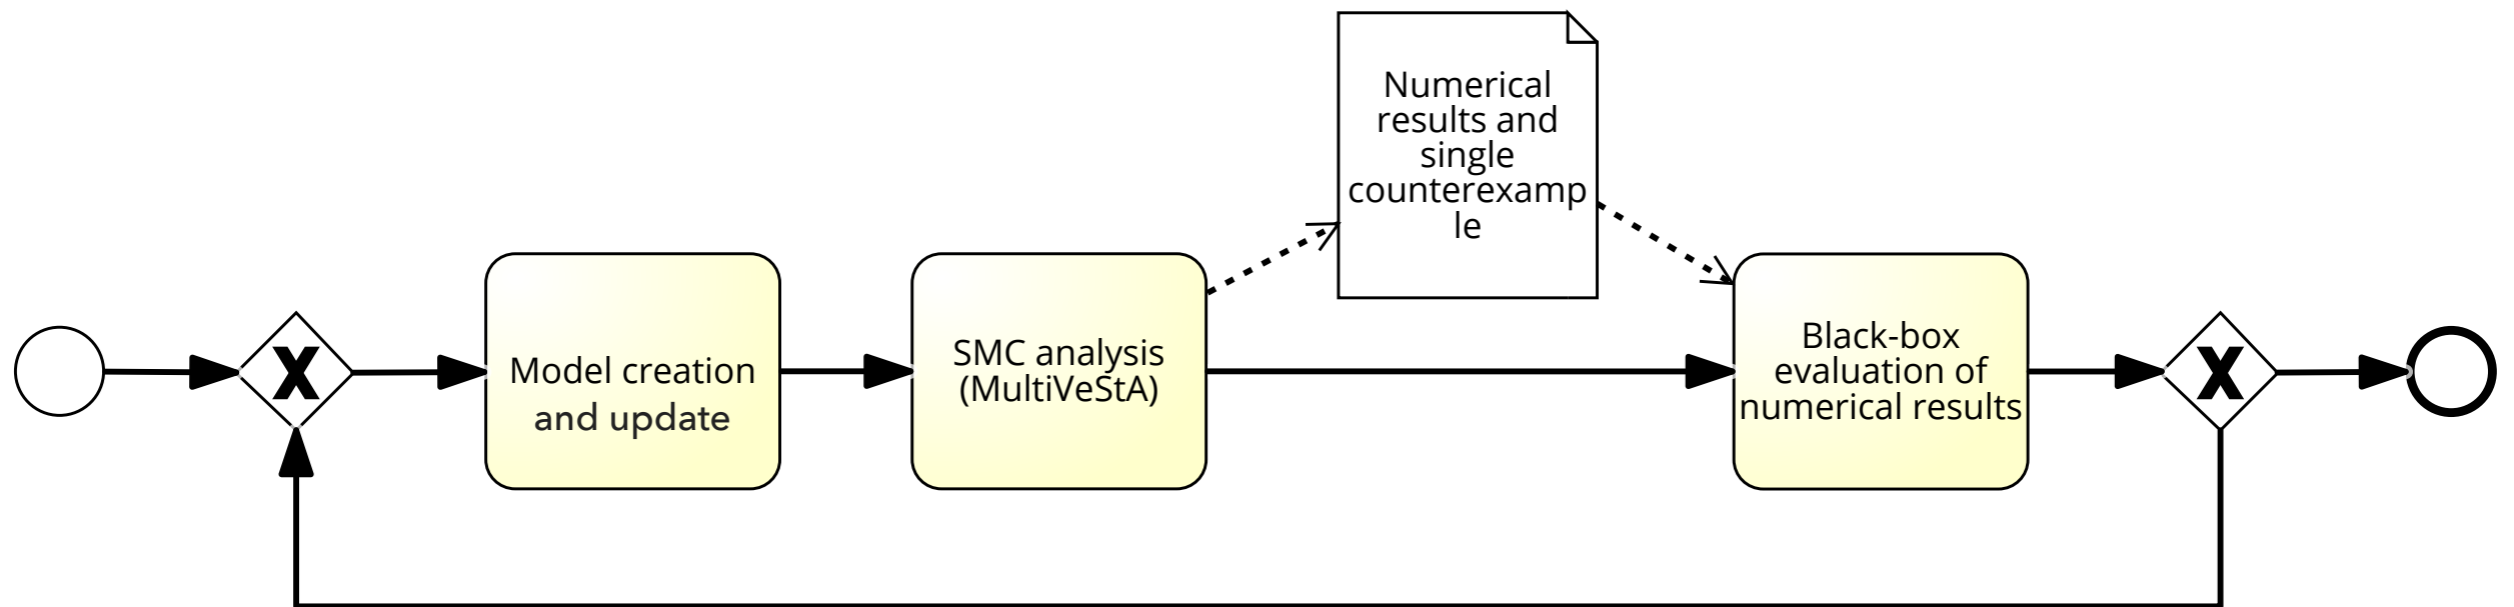 Numerical
results and
single
counterexamp
le
X
Model creation
and update
SMC analysis
(MultiVeStA)
Black-box
evaluation of
numerical results
X